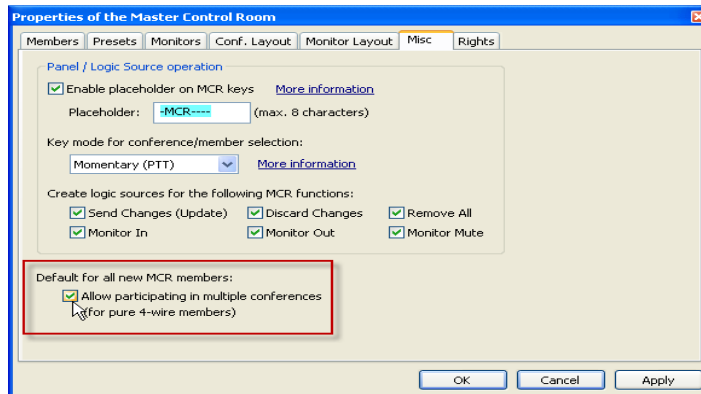 Properties of the Master Control Room
Members Presets Monitors Conf. Layout Monitor Layout Misc Rights
Panel / Logic Source operation
Enable placeholder on MCR keys More information
Placeholder: -MCR---- (max. 8 characters)
Key mode for conference/member selection:
Momentary (PTT) More information
Create logic sources for the following MCR functions:
Send Changes (Update) Discard Changes Remove All
Monitor In Monitor Out Monitor Mute
Default for all new MCR members:
Allow participating in multiple conferences
(for pure 4-wire members)
OK Cancel Apply